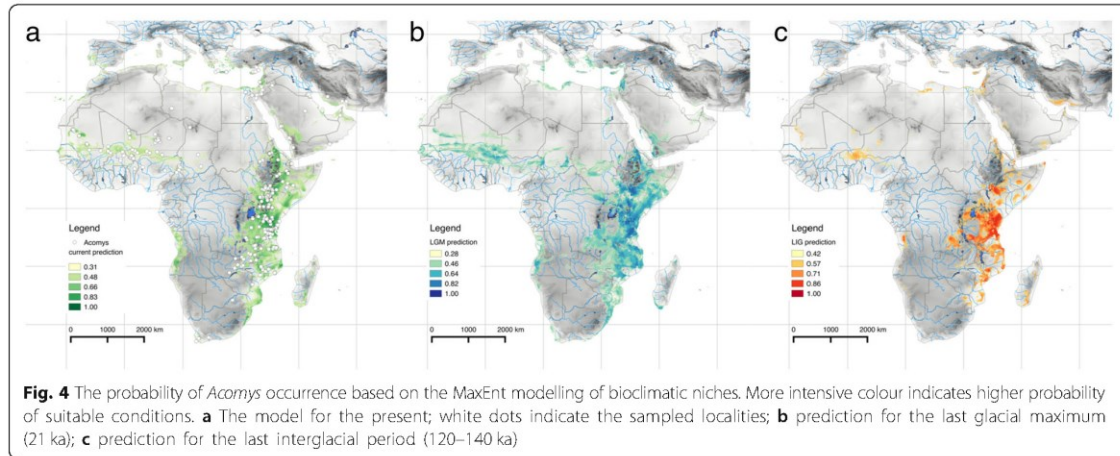 a
b
c
Legend
Acomys
current prediction
0.31
0.48
0.66
0.83
1.00
0 1000 2000 km
Legend
LGM prediction
0.28
0.46
0.64
0.82
1.00
0 1000 2000 km
Legend
LIG prediction
0.42
0.57
0.71
0.86
1.00
0 1000 2000 km
Fig. 4 The probability of Acomys occurrence based on the MaxEnt modelling of bioclimatic niches. More intensive colour indicates higher probability
of suitable conditions. a The model for the present; white dots indicate the sampled localities; b prediction for the last glacial maximum
(21 ka); c prediction for the last interglacial period (120–140 ka)